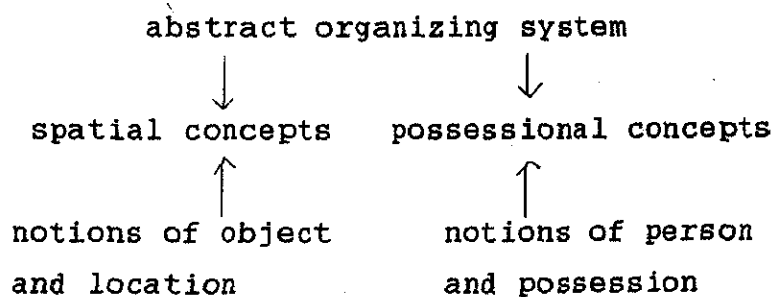 abstract organizing system
spatial concepts possessional concepts
notions of object notions of person
and location and possession